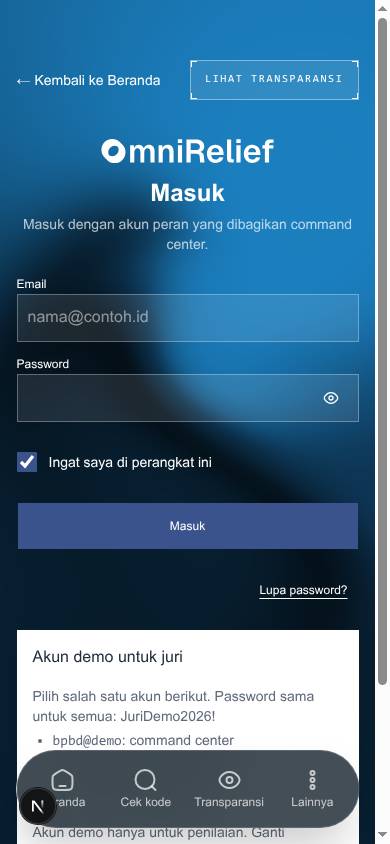 ← Kembali ke Beranda
LIHAT TRANSPARANSI
OmniRelief
Masuk
Masuk dengan akun peran yang dibagikan command
center.
Email
nama@contoh.id
Password
Ingat saya di perangkat ini
Masuk
Lupa password?
Akun demo untuk juri
Pilih salah satu akun berikut. Password sama
untuk semua: JuriDemo2026!
▪ bpbd@demo: command center
N
Cek kode
Transparansi
Lainnya
Akun demo hanya untuk penilaian. Ganti